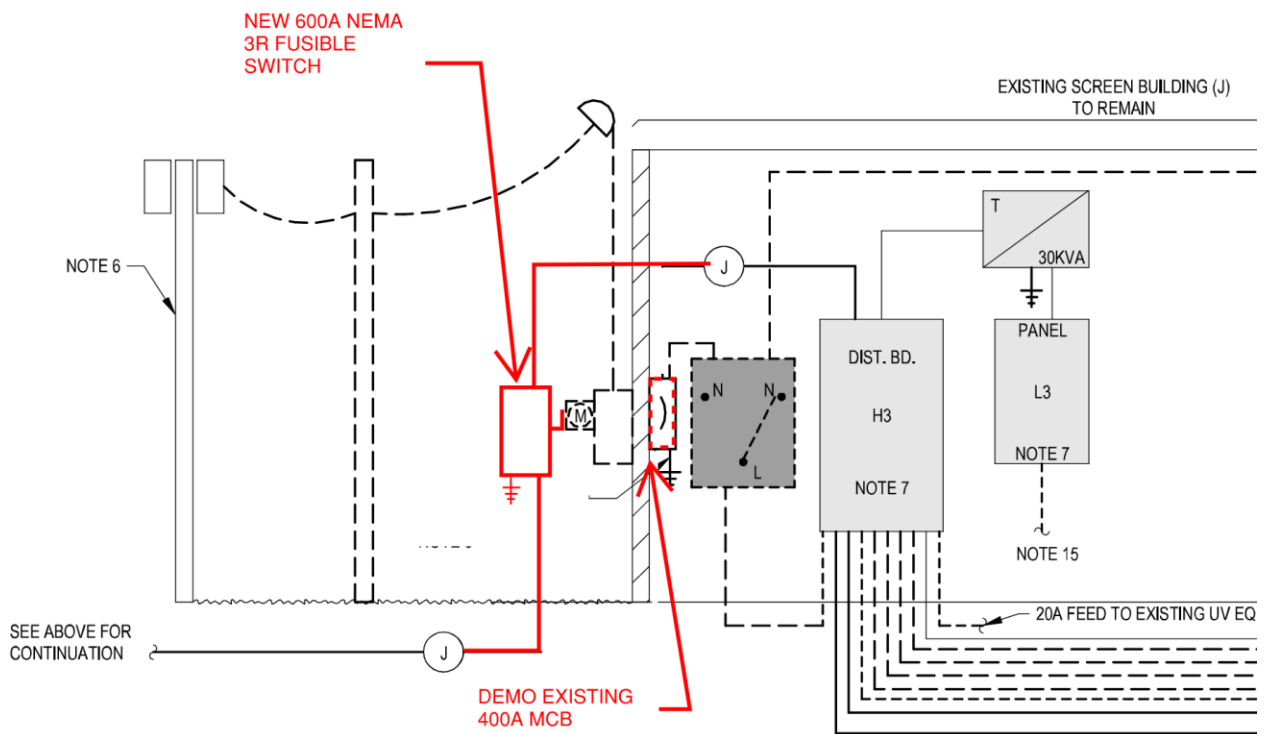 NEW 600A NEMA
3R FUSIBLE
SWITCH
EXISTING SCREEN BUILDING (J)
TO REMAIN
NOTE 6
J
T
30KVA
M
N
N
L
DIST. BD.
H3
NOTE 7
PANEL
L3
NOTE 7
NOTE 15
20A FEED TO EXISTING UV EQ
SEE ABOVE FOR
CONTINUATION
J
DEMO EXISTING
400A MCB